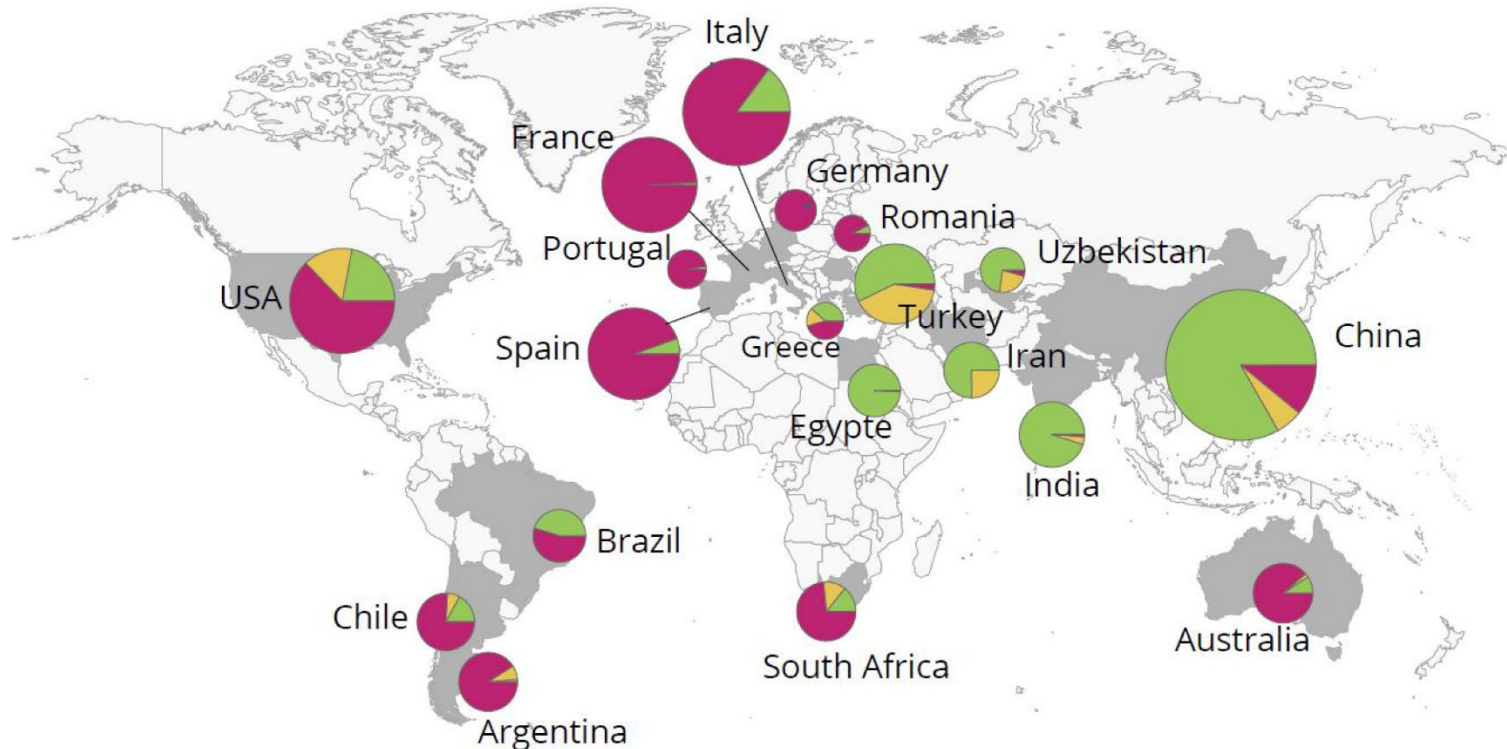 Italy
France
Germany
Romania
Portugal
Uzbekistan
USA
Turkey
China
Spain
Greece
Iran
Egypte
India
Brazil
Chile
Australia
South Africa
Argentina